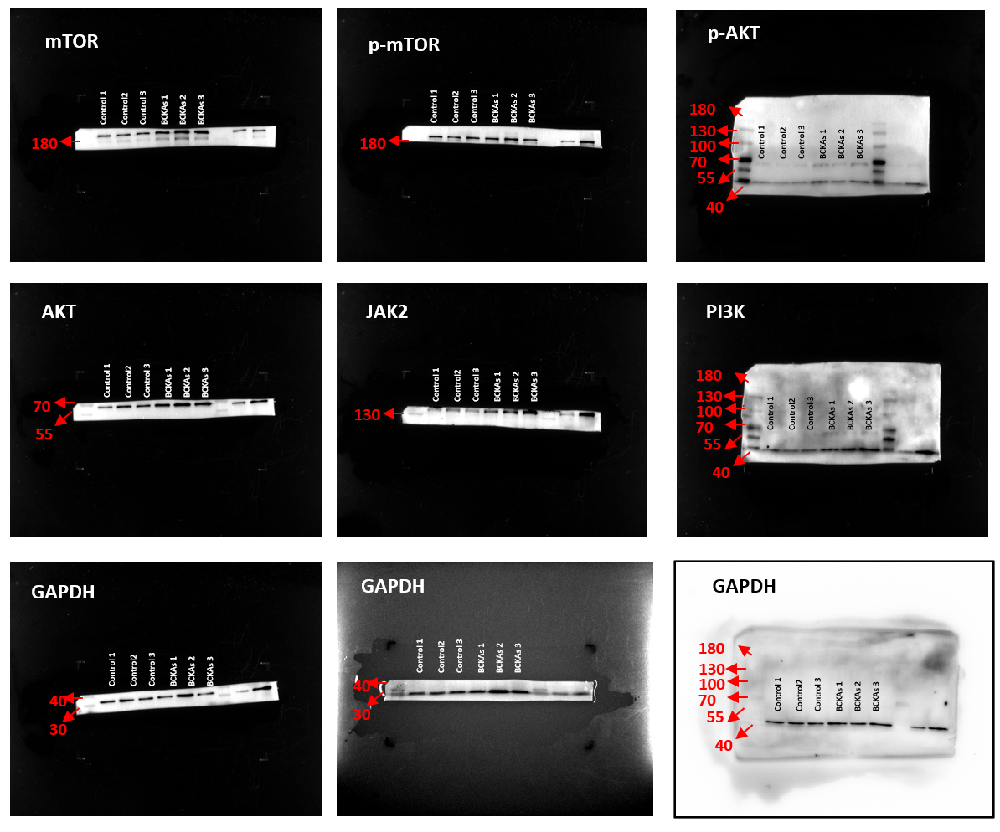 mTOR
Control 1
Control2
Control 3
BCKAs 1
BCKAs 2
BCKAs 3
180
p-mTOR
Control 1
Control2
Control 3
BCKAs 1
BCKAs 2
BCKAs 3
180
p-AKT
180
130
100
70
55
40
Control 1
Control2
Control 3
BCKAs 1
BCKAs 2
BCKAs 3
AKT
Control 1
Control2
Control 3
BCKAs 1
BCKAs 2
BCKAs 3
70
55
JAK2
Control 1
Control2
Control 3
BCKAs 1
BCKAs 2
BCKAs 3
130
PI3K
180
130
100
70
55
40
Control 1
Control2
Control 3
BCKAs 1
BCKAs 2
BCKAs 3
GAPDH
Control 1
Control2
Control 3
BCKAs 1
BCKAs 2
BCKAs 3
40
30
GAPDH
Control 1
Control2
Control 3
BCKAs 1
BCKAs 2
BCKAs 3
40
30
GAPDH
180
130
100
70
55
40
Control 1
Control2
Control 3
BCKAs 1
BCKAs 2
BCKAs 3